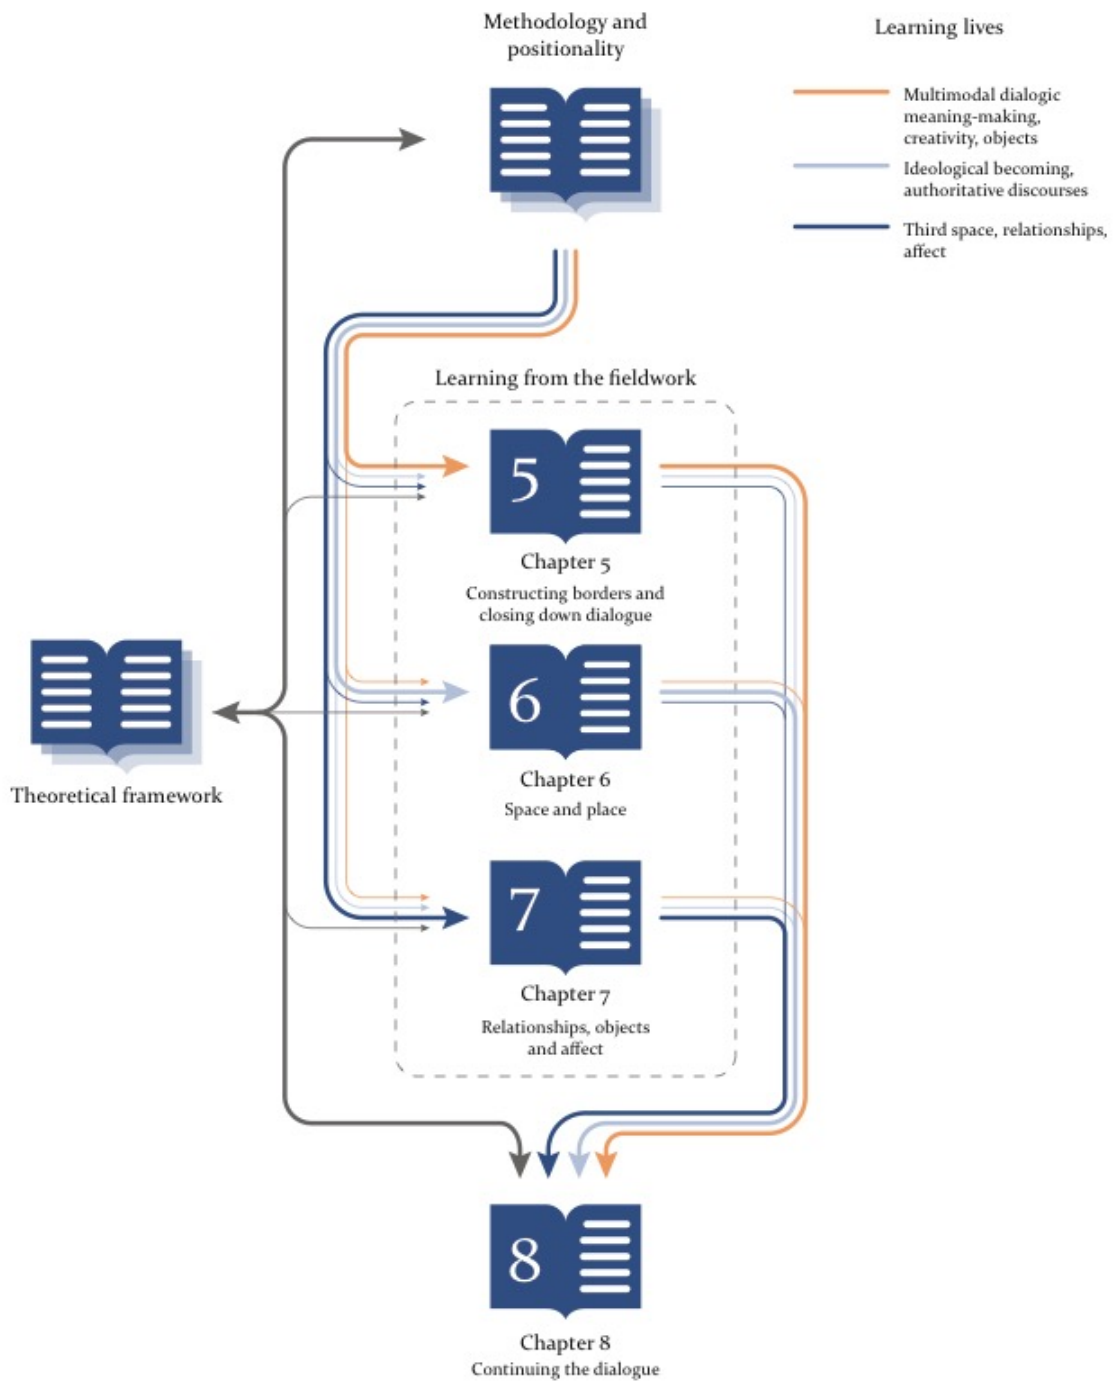 Methodology and
positionality
Learning lives
Multimodal dialogic
meaning-making,
creativity, objects
Ideological becoming,
authoritative discourses
Third space, relationships,
affect
Learning from the fieldwork
5
Chapter 5
Constructing borders and
closing down dialogue
6
Chapter 6
Space and place
Theoretical framework
7
Chapter 7
Relationships, objects
and affect
8
Chapter 8
Continuing the dialogue